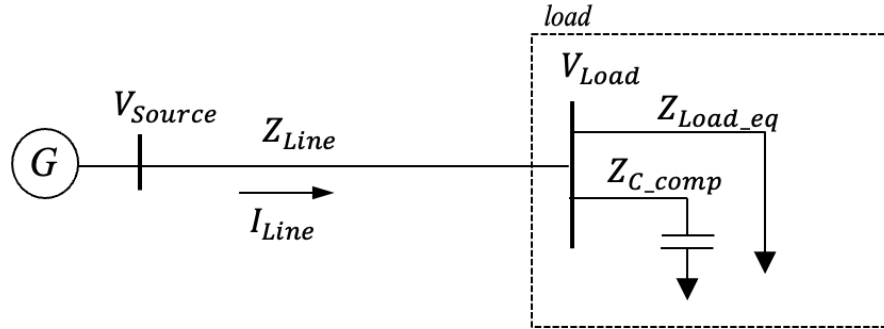 load
V_Load
V_Source
Z_Load_eq
Z_Line
G
Z_C_comp
I_Line